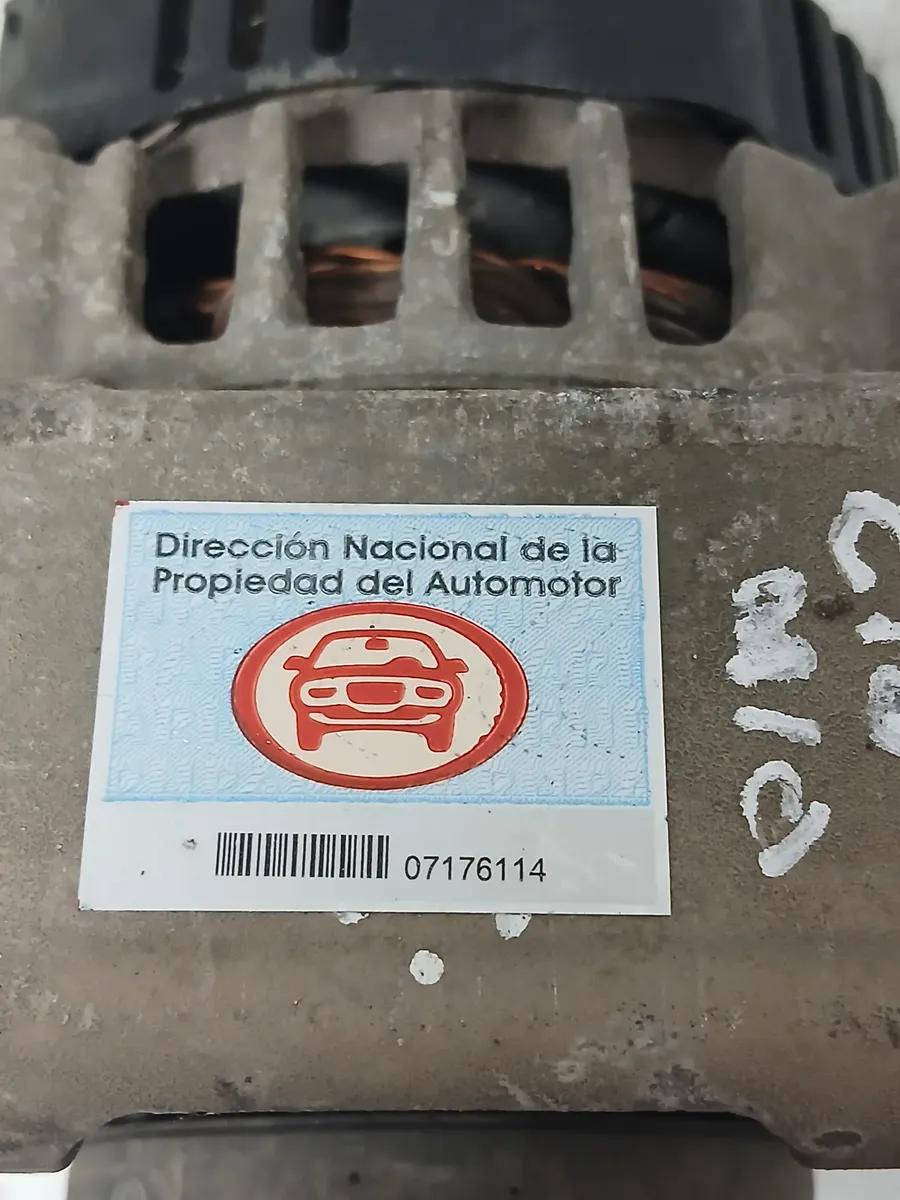 Dirección Nacional de la
Propiedad del Automotor
07176114